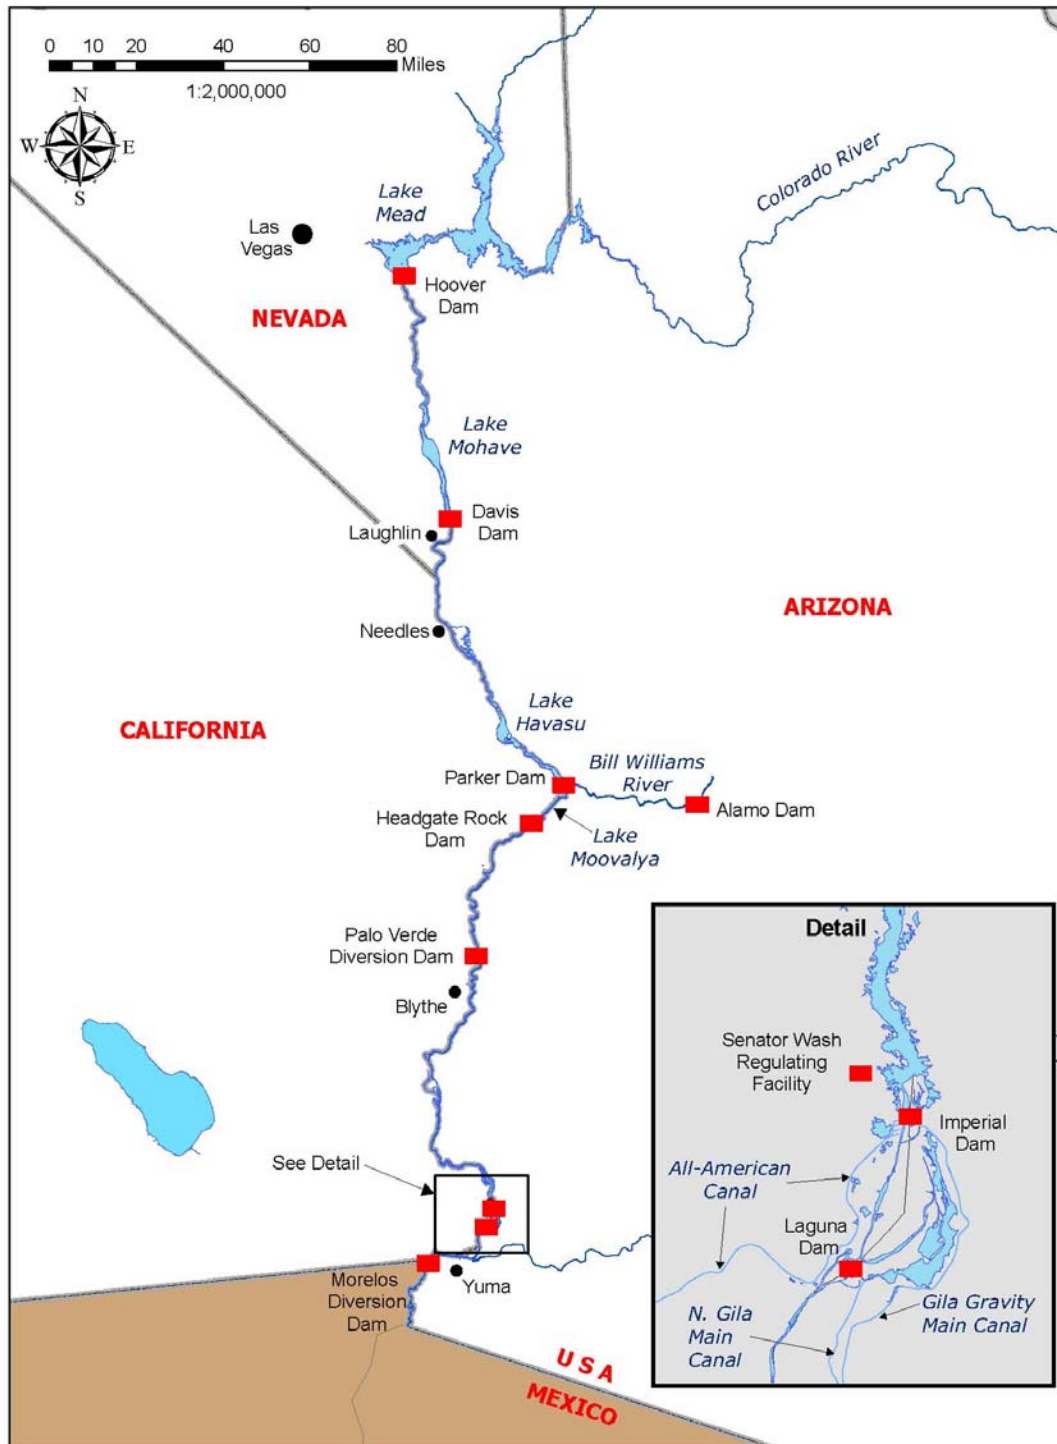 0 10 20 40 60 80
Miles
1:2,000,000
N
W E
S
Lake
Mead
Las
Vegas
Colorado River
Hoover
Dam
NEVADA
Lake
Mohave
Laughlin
Davis
Dam
ARIZONA
Needles
Lake
Havasu
CALIFORNIA
Bill Williams
River
Parker Dam
Alamo Dam
Headgate Rock
Dam
Lake
Moovalya
Palo Verde
Diversion Dam
Blythe
See Detail
Morelos
Diversion
Dam
Yuma
U S A
MEXICO
Detail
Senator Wash
Regulating
Facility
Imperial
Dam
All-American
Canal
Laguna
Dam
N. Gila
Main
Canal
Gila Gravity
Main Canal